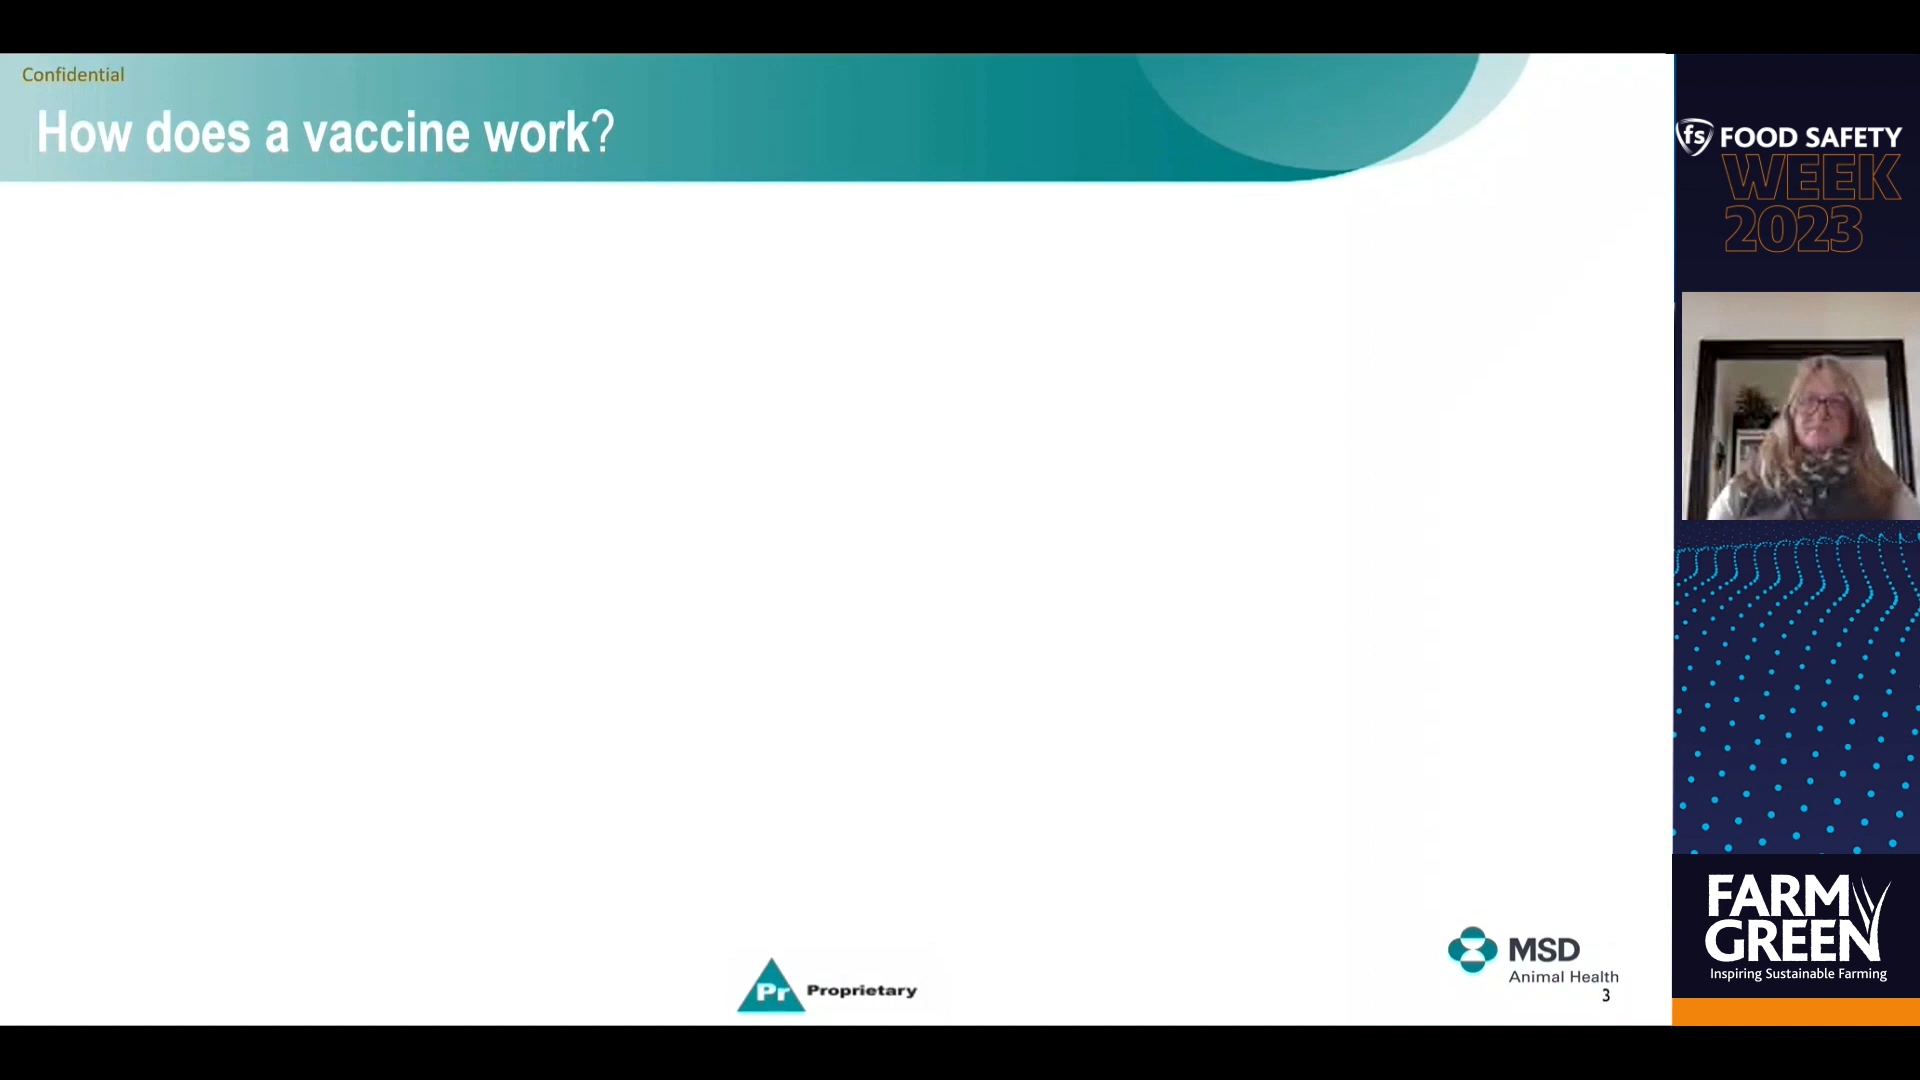 Confidential
How does a vaccine work?
fs FOOD SAFETY
WEEK
2023
FARM
GREEN
Inspiring Sustainable Farming
Pr Proprietary
MSD
Animal Health
3